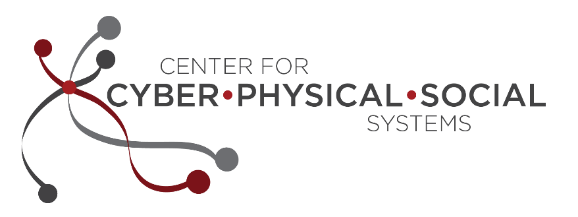 CENTER FOR
CYBER•PHYSICAL•SOCIAL
SYSTEMS